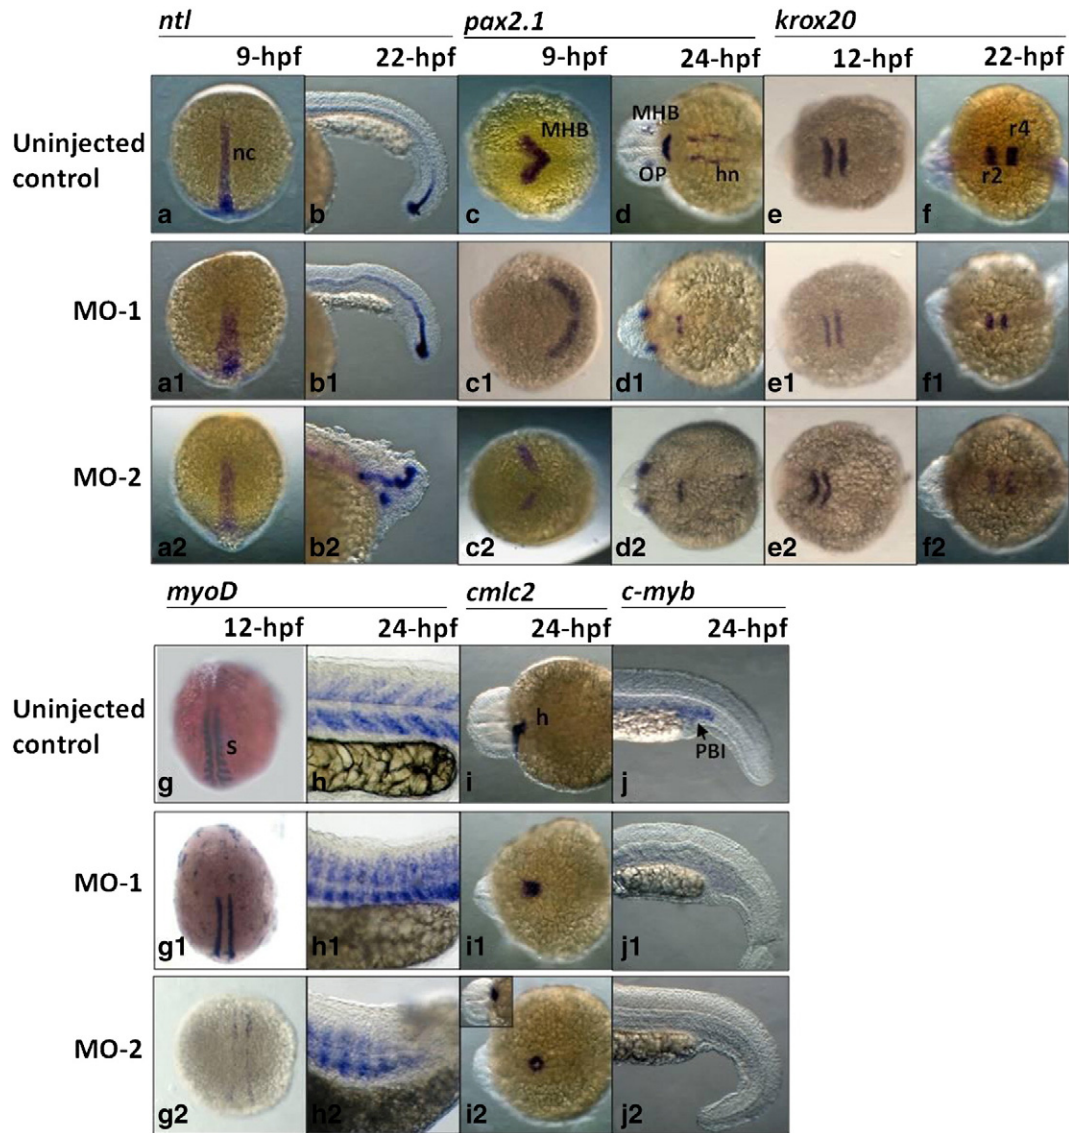 ntl pax2.1 krox20
9-hpf 22-hpf 9-hpf 24-hpf 12-hpf 22-hpf
Uninjected control
nc MHB MHB OP hn r4 r2
a b c d e f
MO-1
a1 b1 c1 d1 e1 f1
MO-2
a2 b2 c2 d2 e2 f2
myoD cmlc2 c-myb
12-hpf 24-hpf 24-hpf 24-hpf
Uninjected control
s h PBI
g h i j
MO-1
g1 h1 i1 j1
MO-2
g2 h2 i2 j2